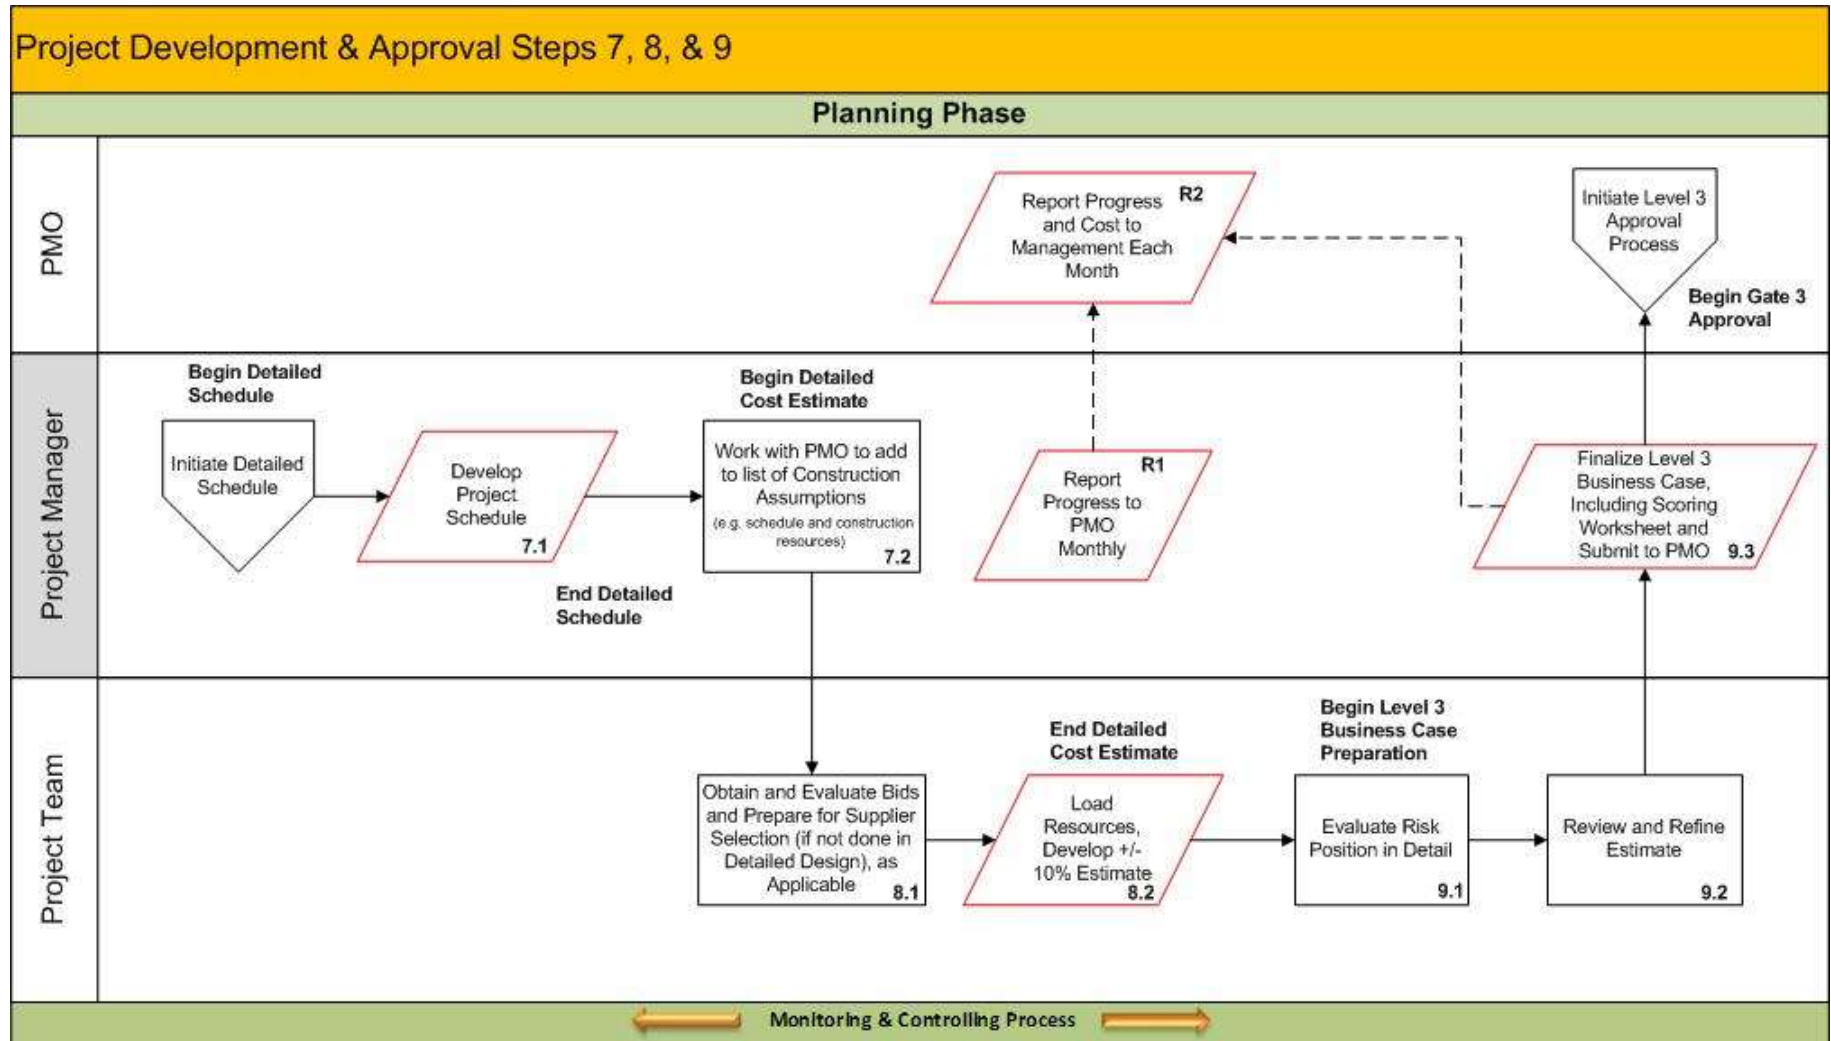 Project Development & Approval Steps 7, 8, & 9
Planning Phase
PMO
Report Progress
and Cost to
Management Each
Month
R2
Initiate Level 3
Approval
Process
Begin Gate 3
Approval
Project Manager
Begin Detailed
Schedule
Initiate Detailed
Schedule
Develop
Project
Schedule
7.1
End Detailed
Schedule
Begin Detailed
Cost Estimate
Work with PMO to add
to list of Construction
Assumptions
(e.g. schedule and construction
resources)
7.2
R1
Report
Progress to
PMO
Monthly
Finalize Level 3
Business Case,
Including Scoring
Worksheet and
Submit to PMO
9.3
Project Team
Obtain and Evaluate Bids
and Prepare for Supplier
Selection (if not done in
Detailed Design), as
Applicable
8.1
End Detailed
Cost Estimate
Load
Resources,
Develop +/-
10% Estimate
8.2
Begin Level 3
Business Case
Preparation
Evaluate Risk
Position in Detail
9.1
Review and Refine
Estimate
9.2
Monitoring & Controlling Process